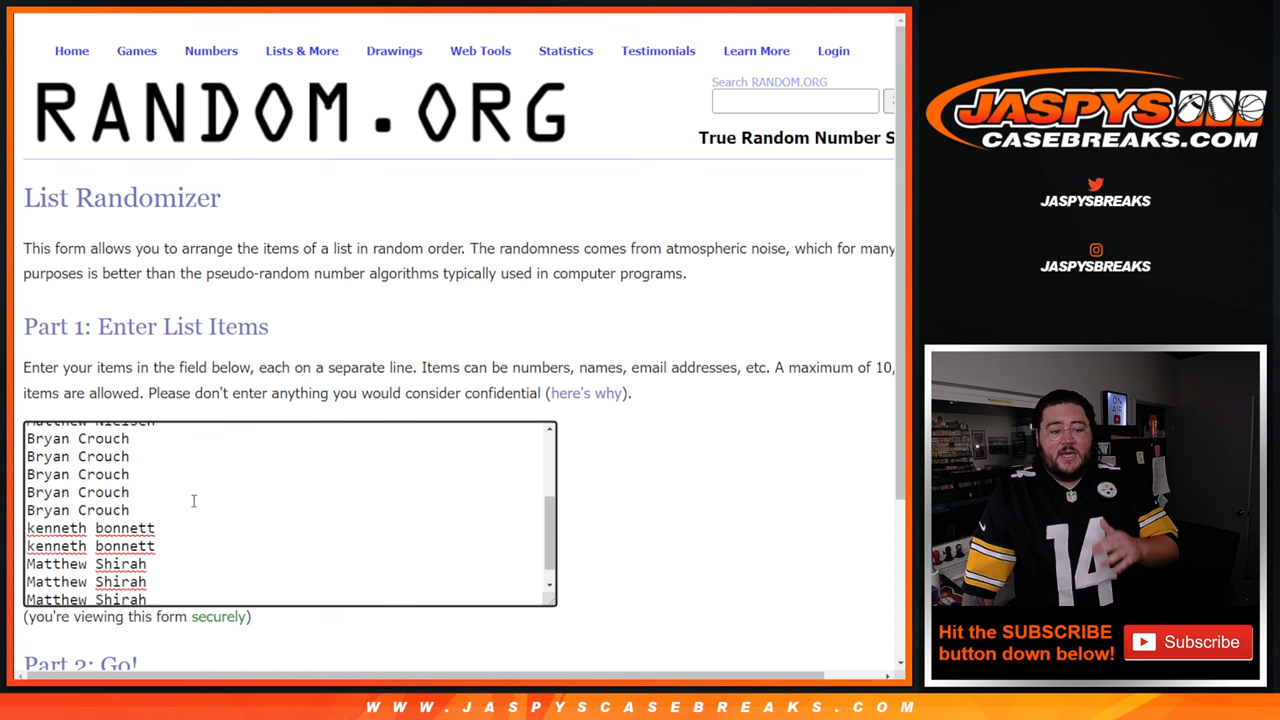 Home Games Numbers Lists & More Drawings Web Tools Statistics Testimonials Learn More Login
Search RANDOM.ORG
RANDOM.ORG
True Random Number S
List Randomizer
This form allows you to arrange the items of a list in random order. The randomness comes from atmospheric noise, which for many
purposes is better than the pseudo-random number algorithms typically used in computer programs.
Part 1: Enter List Items
Enter your items in the field below, each on a separate line. Items can be numbers, names, email addresses, etc. A maximum of 10,
items are allowed. Please don't enter anything you would consider confidential (here's why).
Matthew Nielsen
Bryan Crouch
Bryan Crouch
Bryan Crouch
Bryan Crouch
Bryan Crouch
kenneth bonnett
kenneth bonnett
Matthew Shirah
Matthew Shirah
Matthew Shirah
(you're viewing this form securely)
Part 2: Go!
JASPYS
CASEBREAKS.COM
JASPYSBREAKS
JASPYSBREAKS
ON
AIR
14
Hit the SUBSCRIBE
button down below!
Subscribe
WWW.JASPYSCASEBREAKS.COM